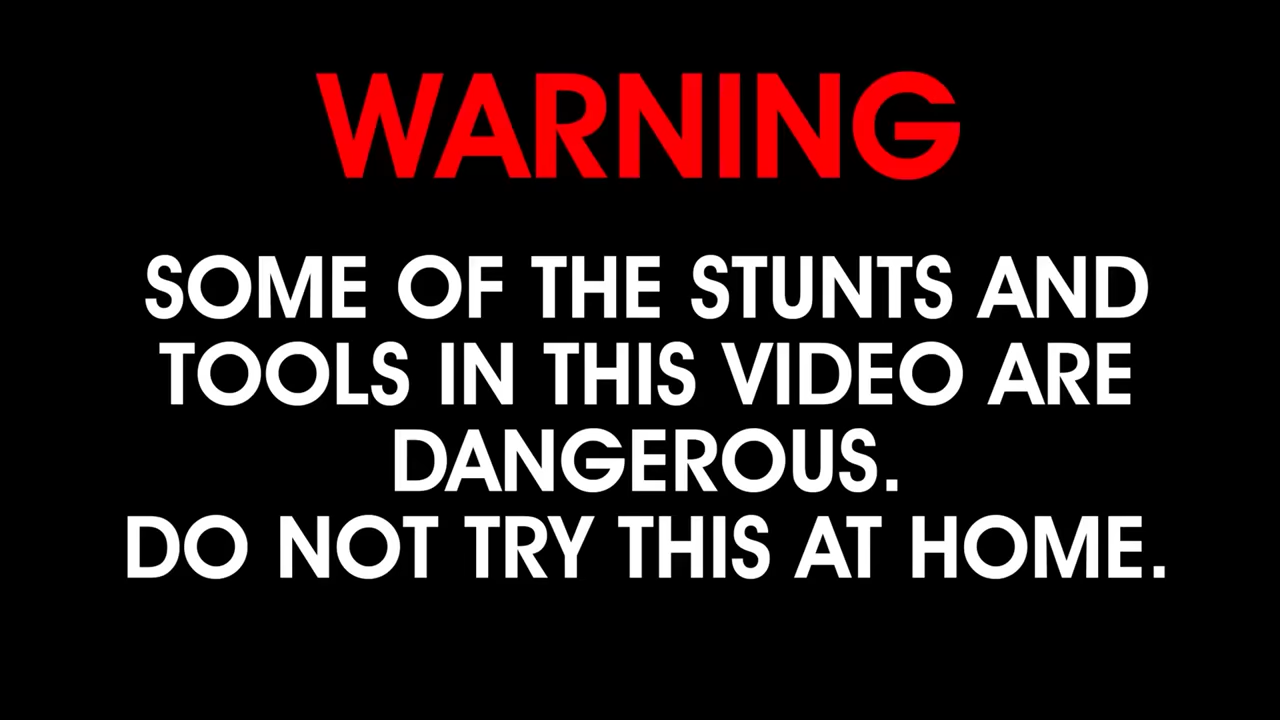 WARNING
SOME OF THE STUNTS AND
TOOLS IN THIS VIDEO ARE
DANGEROUS.
DO NOT TRY THIS AT HOME.